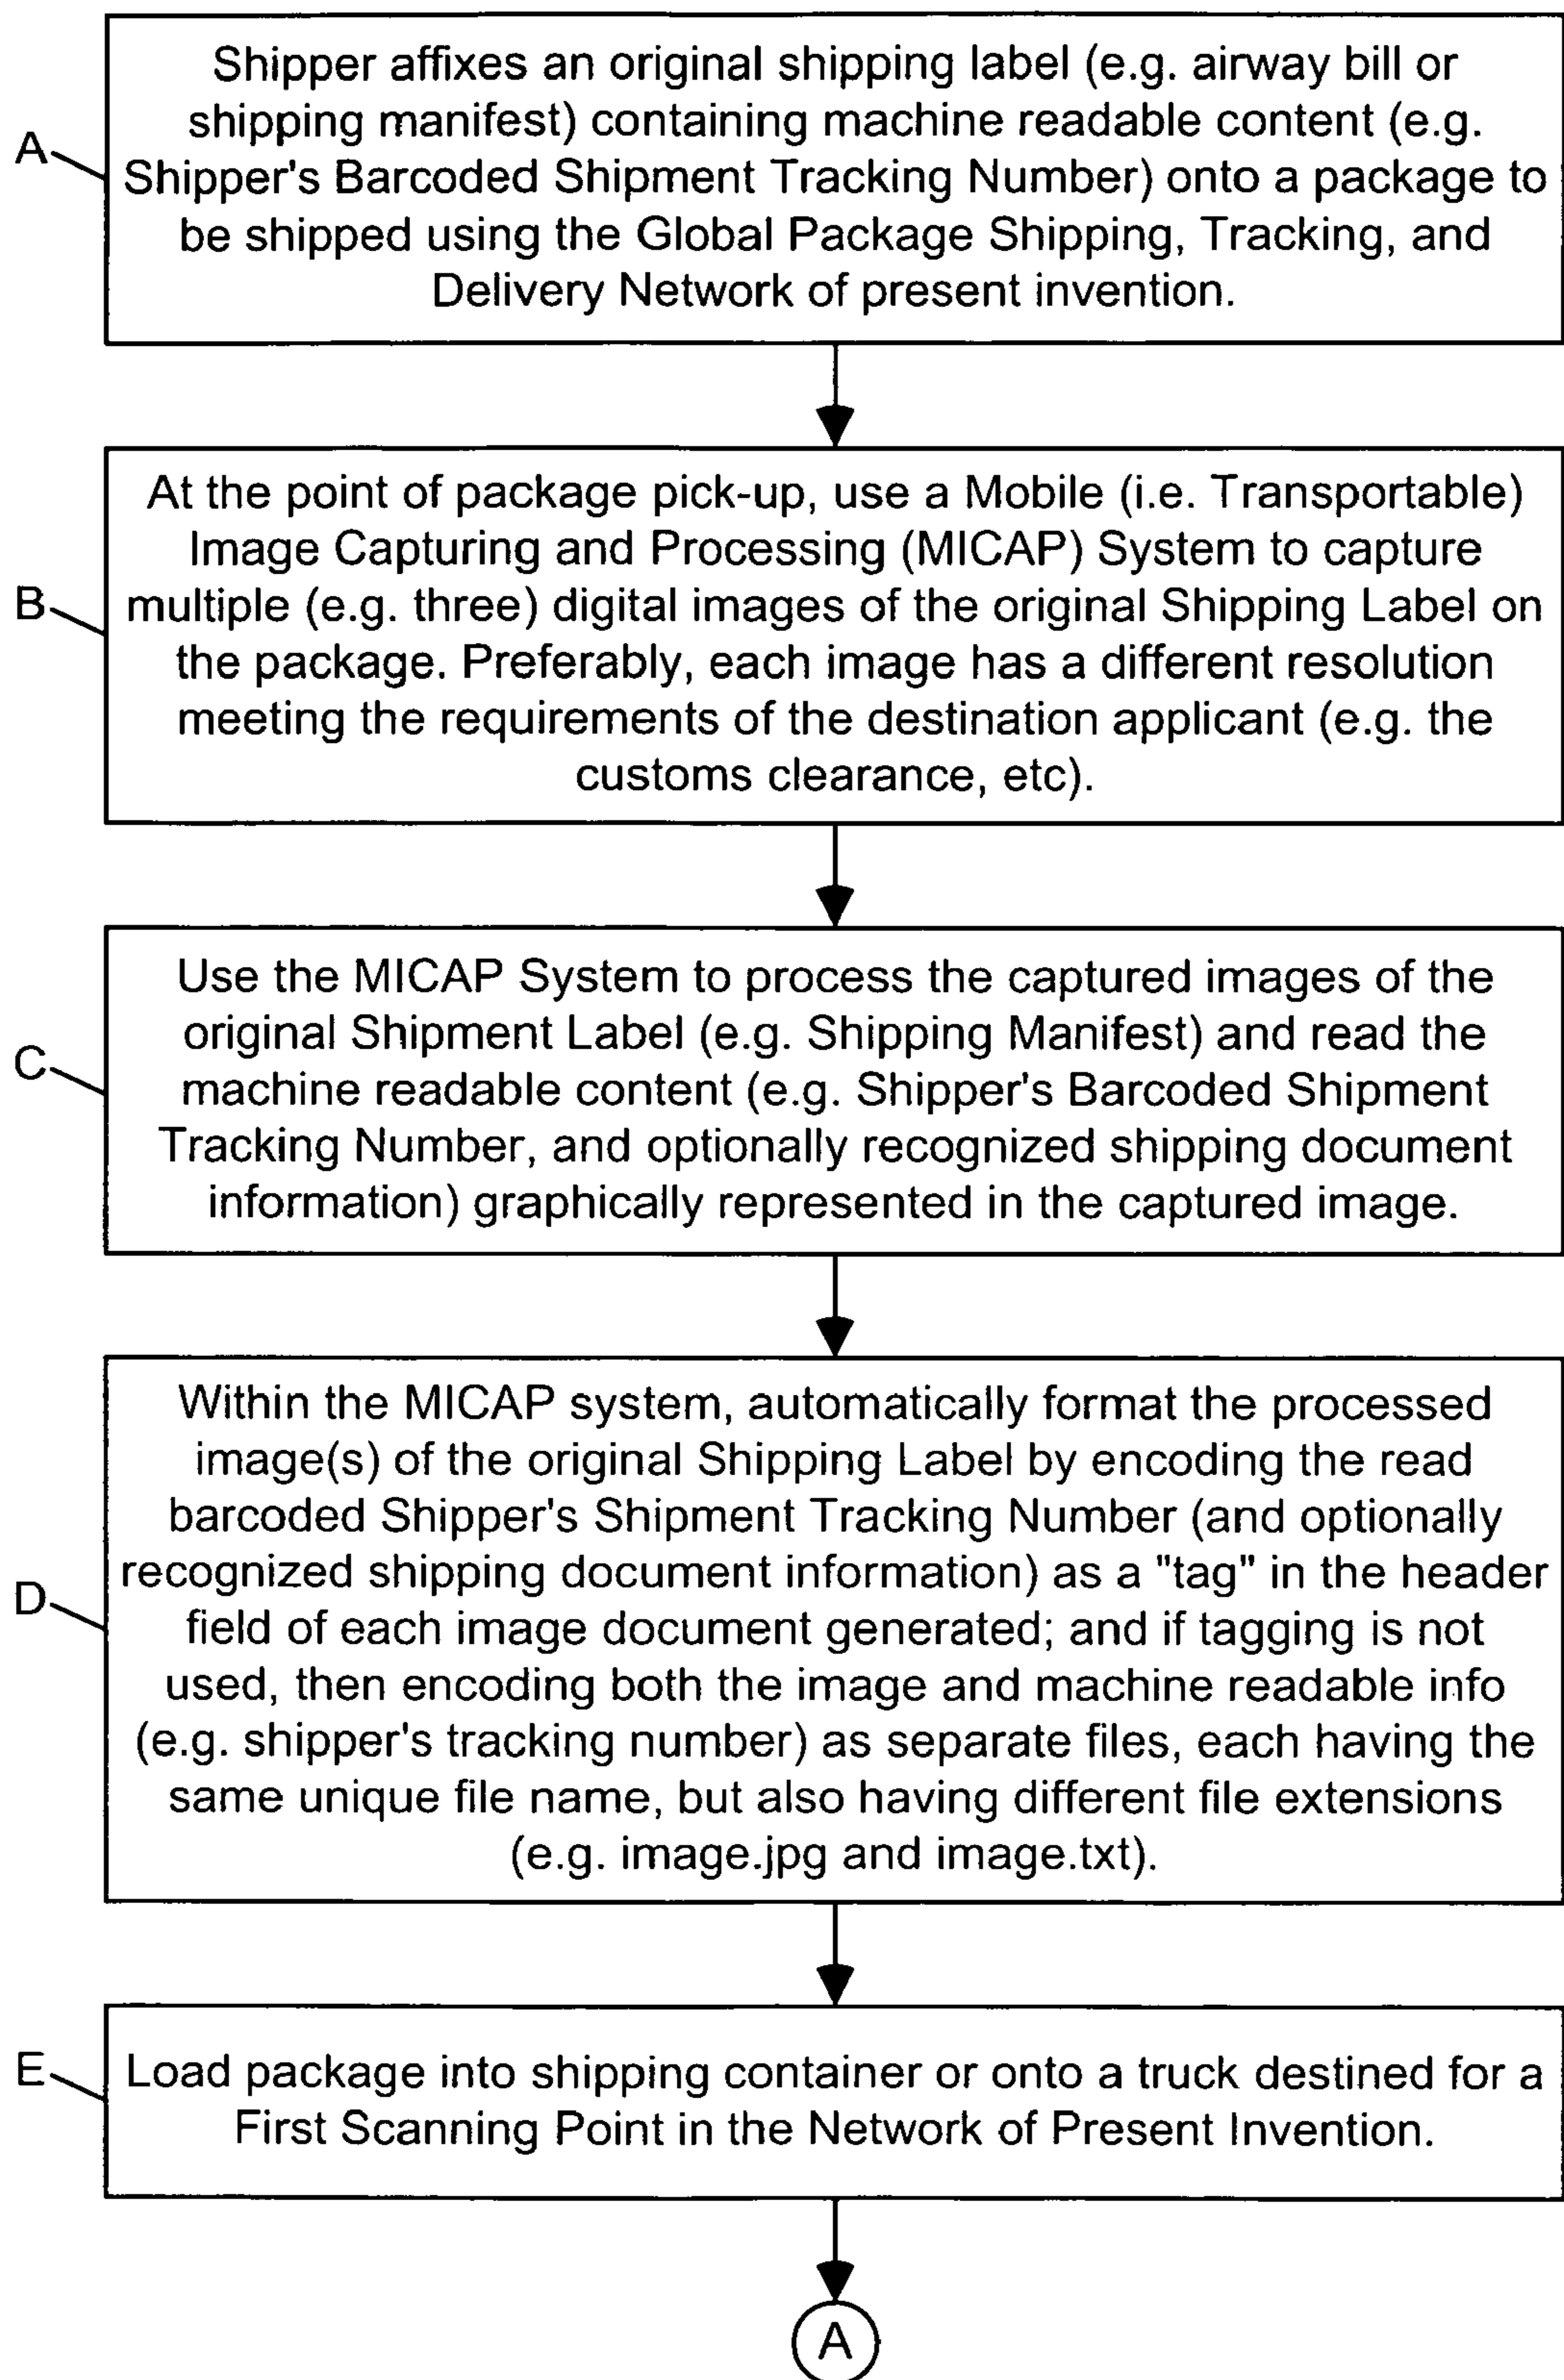 Shipper affixes an original shipping label (e.g. airway bill or
shipping manifest) containing machine readable content (e.g.
A
Shipper's Barcoded Shipment Tracking Number) onto a package to
be shipped using the Global Package Shipping, Tracking, and
Delivery Network of present invention.
At the point of package pick-up, use a Mobile (i.e. Transportable)
Image Capturing and Processing (MICAP) System to capture
B
multiple (e.g. three) digital images of the original Shipping Label on
the package. Preferably, each image has a different resolution
meeting the requirements of the destination applicant (e.g. the
customs clearance, etc).
Use the MICAP System to process the captured images of the
original Shipment Label (e.g. Shipping Manifest) and read the
C
machine readable content (e.g. Shipper's Barcoded Shipment
Tracking Number, and optionally recognized shipping document
information) graphically represented in the captured image.
Within the MICAP system, automatically format the processed
image(s) of the original Shipping Label by encoding the read
barcoded Shipper's Shipment Tracking Number (and optionally
recognized shipping document information) as a "tag" in the header
D
field of each image document generated; and if tagging is not
used, then encoding both the image and machine readable info
(e.g. shipper's tracking number) as separate files, each having the
same unique file name, but also having different file extensions
(e.g. image.jpg and image.txt).
E
Load package into shipping container or onto a truck destined for a
First Scanning Point in the Network of Present Invention.
A